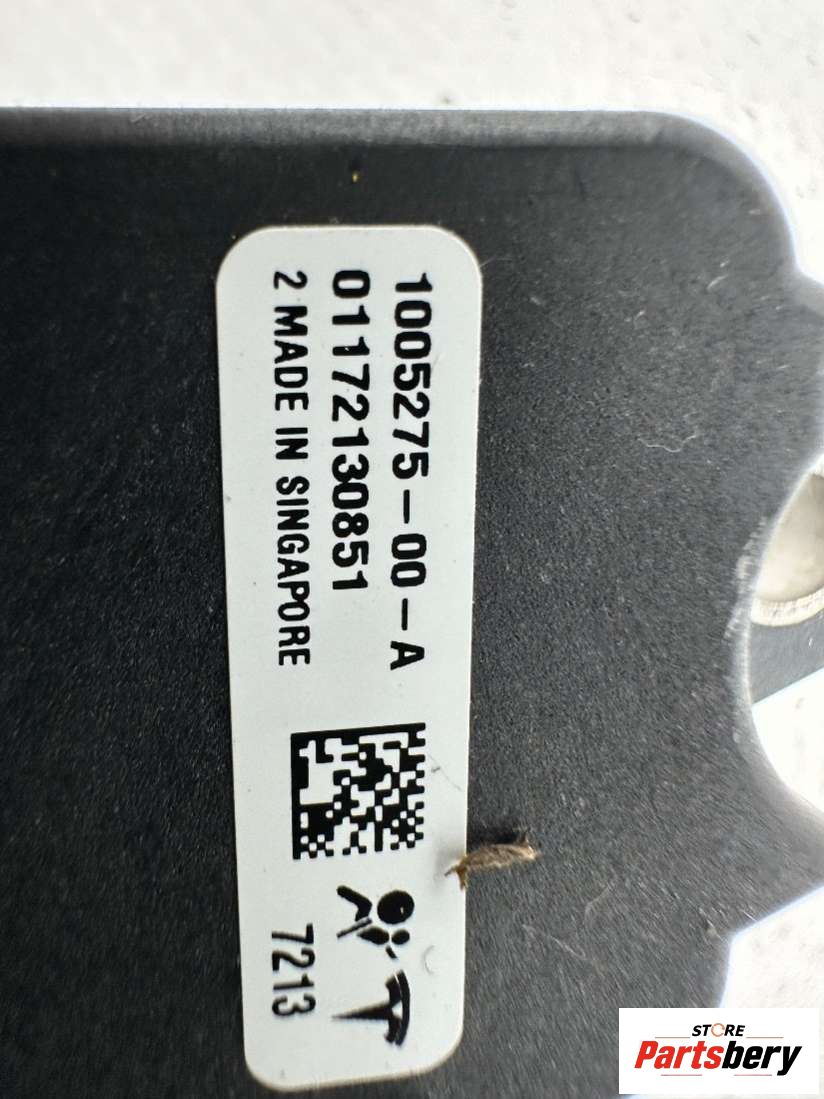 1005275-00-A
01172130851
2 MADE IN SINGAPORE
7213
STORE
Partsbery